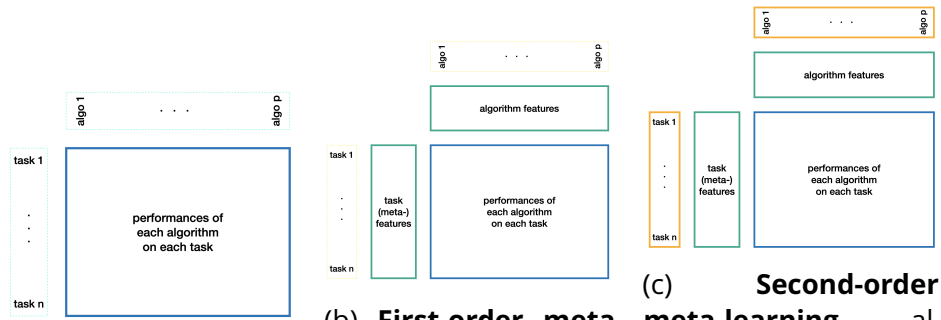 algo 1 . . . algo p
task 1
.
.
.
task n
performances of
each algorithm
on each task
algo 1 . . . algo p
algorithm features
task 1
.
.
.
task n
task
(meta-)
features
performances of
each algorithm
on each task
(b) First-order meta-
algo 1 . . . algo p
algorithm features
task 1
.
.
.
task n
task
(meta-)
features
performances of
each algorithm
on each task
(c) Second-order
meta-learning al